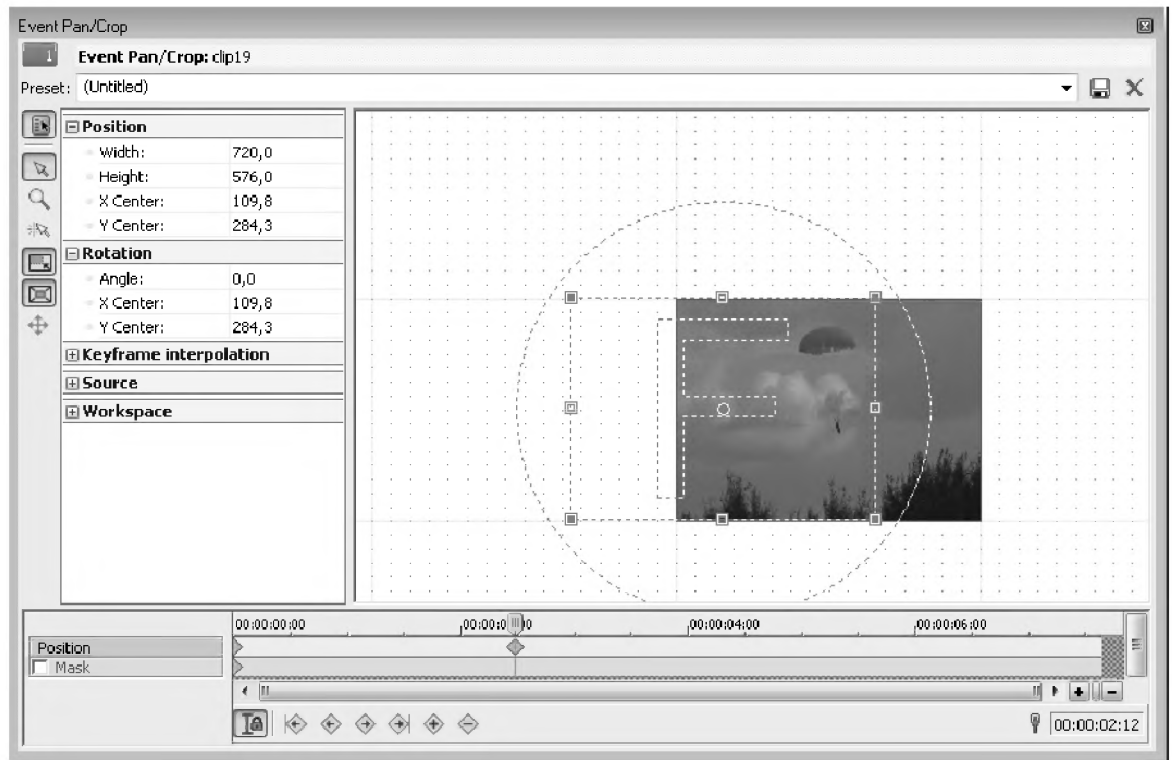 Event Pan/Crop
1 Event Pan/Crop: clip19
Preset: (Untitled)
Position
Width: 720,0
Height: 576,0
X Center: 109,8
Y Center: 284,3
Rotation
Angle: 0,0
X Center: 109,8
Y Center: 284,3
Keyframe interpolation
Source
Workspace
00:00:00:00 00:00:04:00 00:00:06:00
Position
Mask
00:00:02:12